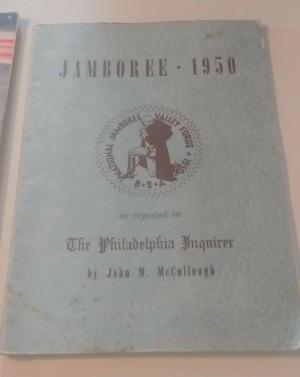 JAMBOREE · 1950
NATIONAL JAMBOREE VALLEY FORGE · 1950
B·S·A
as reported in
The Philadelphia Inquirer
by John M. McCullough